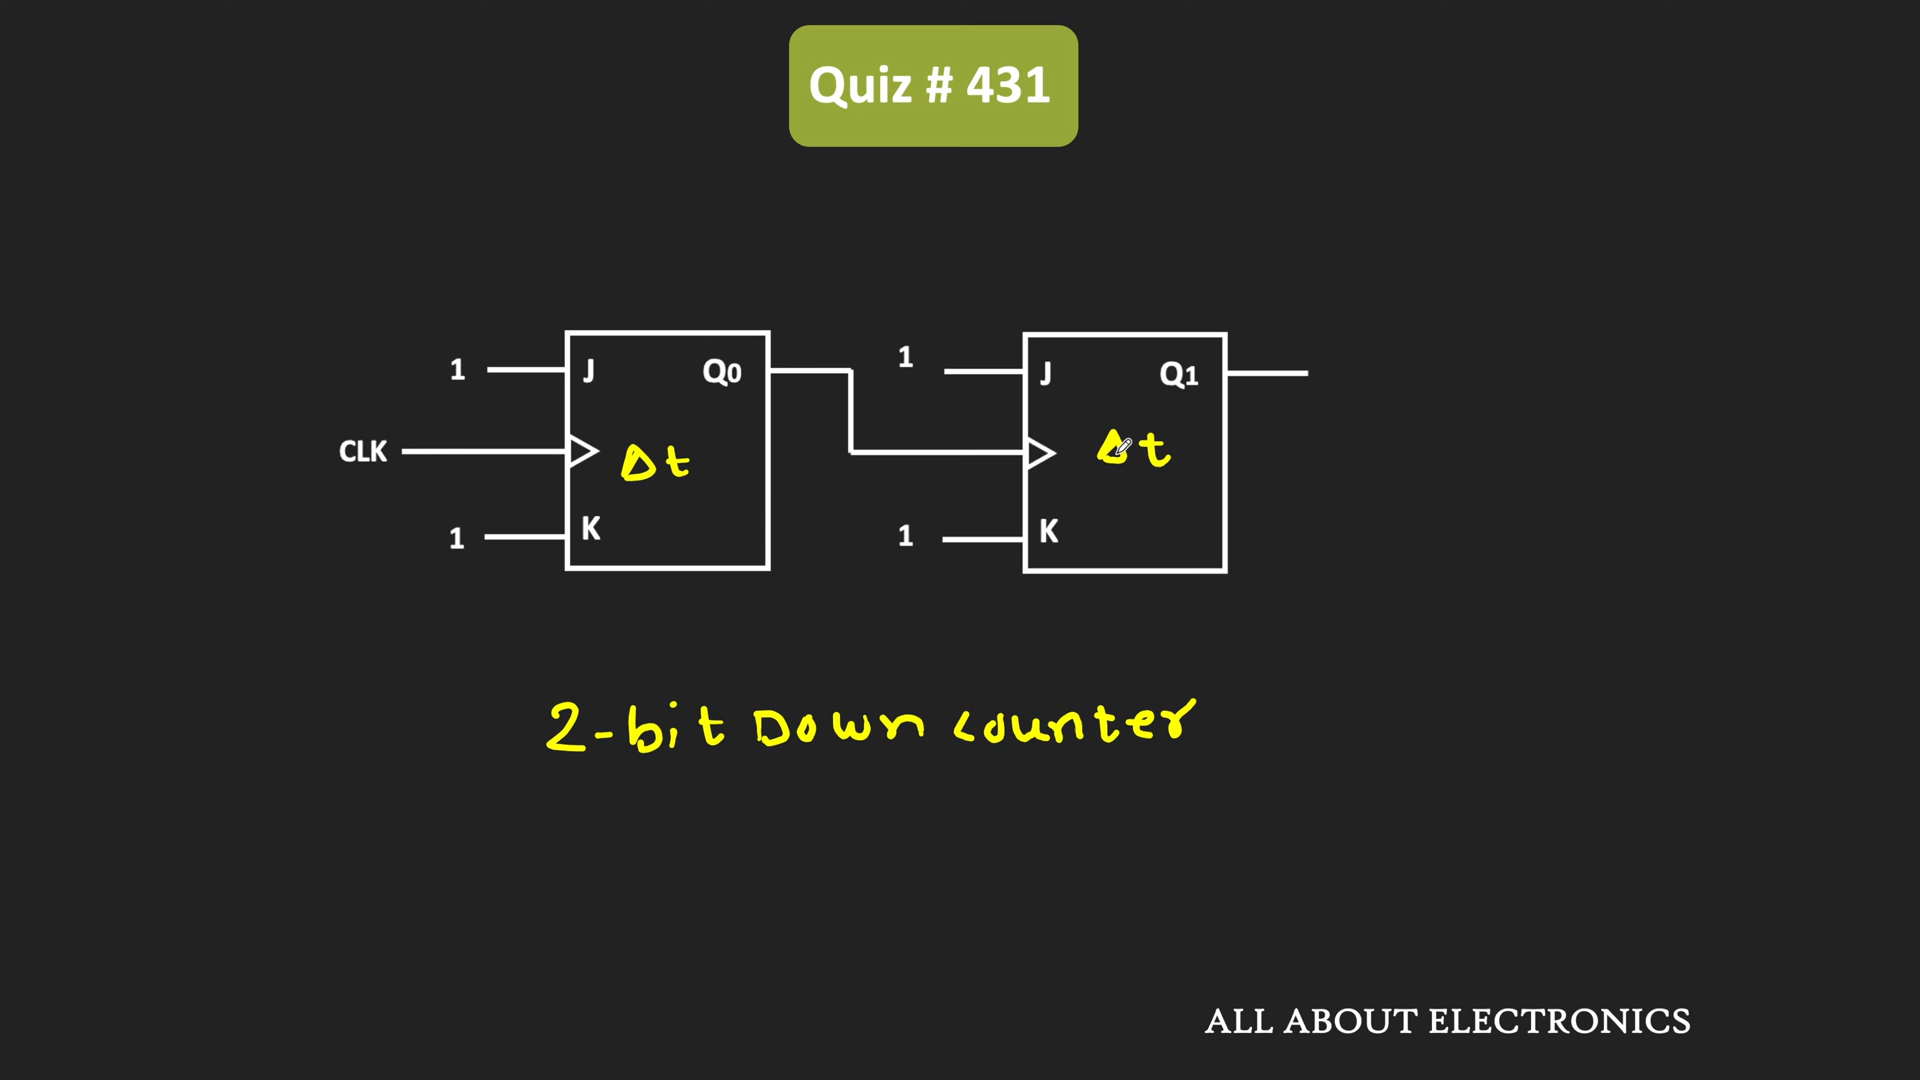 Quiz # 431
1 J Q0 1 J Q1
CLK Δt Δt
1 K 1 K
2-bit Down counter
ALL ABOUT ELECTRONICS